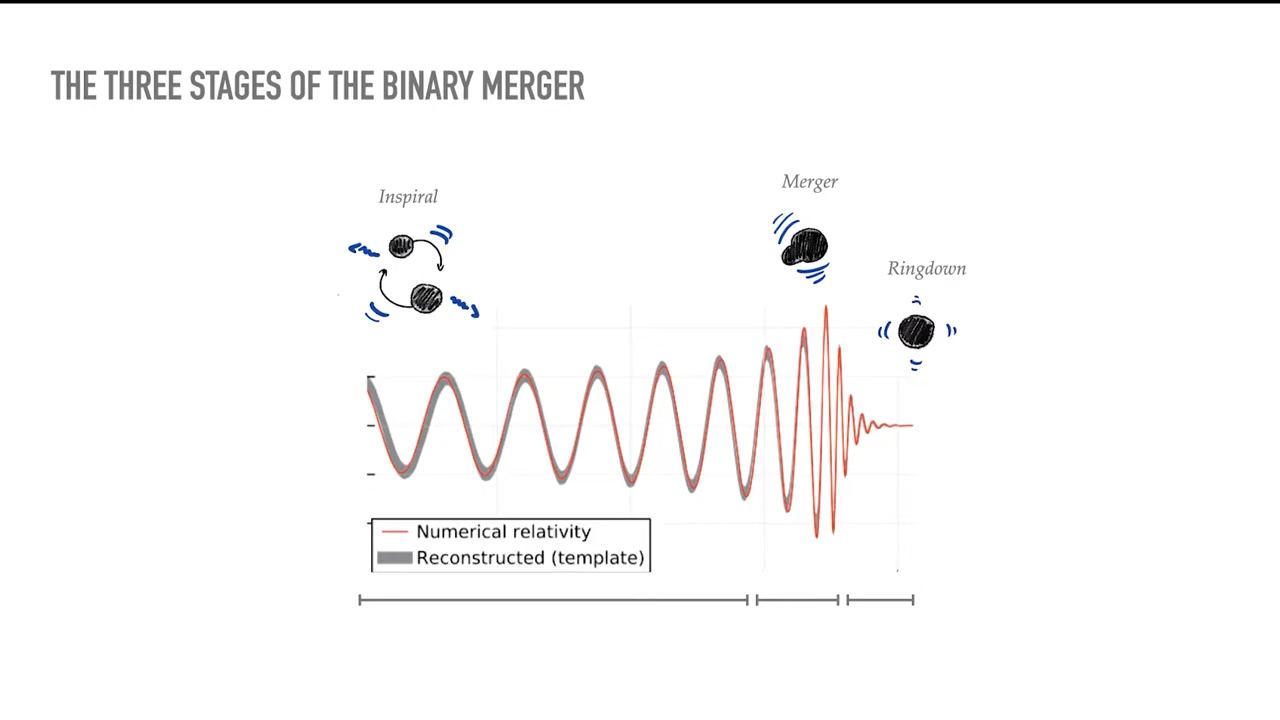 THE THREE STAGES OF THE BINARY MERGER
Inspiral
Merger
Ringdown
Numerical relativity
Reconstructed (template)